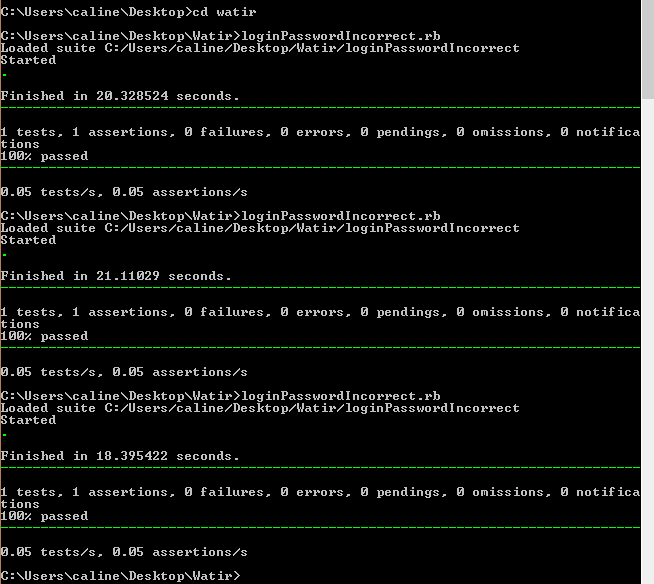 C:\Users\caline\Desktop>cd watir
C:\Users\caline\Desktop\Watir>loginPasswordIncorrect.rb
Loaded suite C:/Users/caline/Desktop/Watir/loginPasswordIncorrect
Started
.
Finished in 20.328524 seconds.
--------------------------------------------------------------------------------
1 tests, 1 assertions, 0 failures, 0 errors, 0 pendings, 0 omissions, 0 notifica
tions
100% passed
--------------------------------------------------------------------------------
0.05 tests/s, 0.05 assertions/s
C:\Users\caline\Desktop\Watir>loginPasswordIncorrect.rb
Loaded suite C:/Users/caline/Desktop/Watir/loginPasswordIncorrect
Started
.
Finished in 21.11029 seconds.
--------------------------------------------------------------------------------
1 tests, 1 assertions, 0 failures, 0 errors, 0 pendings, 0 omissions, 0 notifica
tions
100% passed
--------------------------------------------------------------------------------
0.05 tests/s, 0.05 assertions/s
C:\Users\caline\Desktop\Watir>loginPasswordIncorrect.rb
Loaded suite C:/Users/caline/Desktop/Watir/loginPasswordIncorrect
Started
.
Finished in 18.395422 seconds.
--------------------------------------------------------------------------------
1 tests, 1 assertions, 0 failures, 0 errors, 0 pendings, 0 omissions, 0 notifica
tions
100% passed
--------------------------------------------------------------------------------
0.05 tests/s, 0.05 assertions/s
C:\Users\caline\Desktop\Watir>